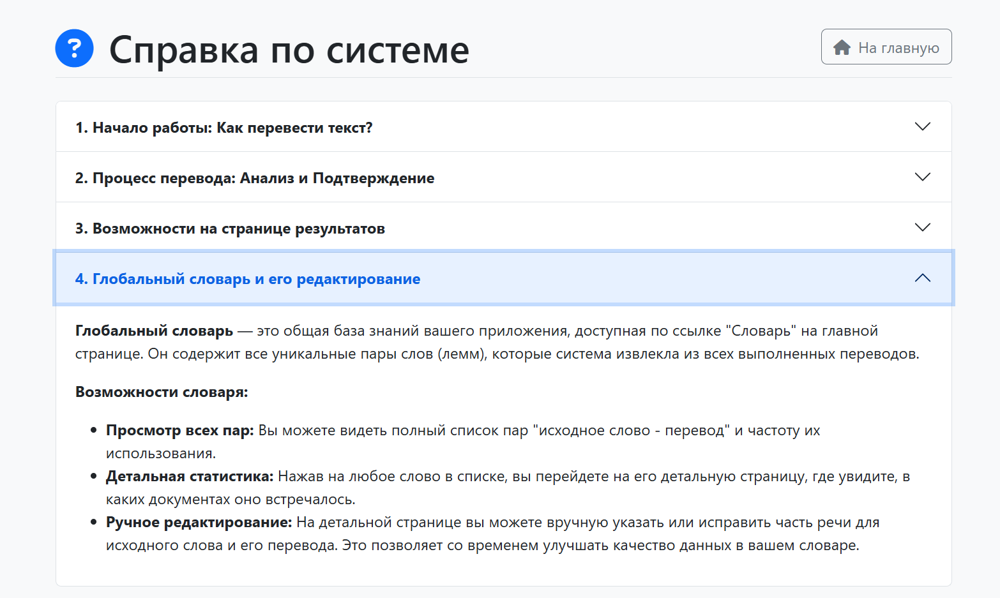 ?
Справка по системе
На главную
1. Начало работы: Как перевести текст?
2. Процесс перевода: Анализ и Подтверждение
3. Возможности на странице результатов
4. Глобальный словарь и его редактирование
Глобальный словарь — это общая база знаний вашего приложения, доступная по ссылке "Словарь" на главной
странице. Он содержит все уникальные пары слов (лемм), которые система извлекла из всех выполненных переводов.
Возможности словаря:
• Просмотр всех пар: Вы можете видеть полный список пар "исходное слово - перевод" и частоту их
использования.
• Детальная статистика: Нажав на любое слово в списке, вы перейдете на его детальную страницу, где увидите, в
каких документах оно встречалось.
• Ручное редактирование: На детальной странице вы можете вручную указать или исправить часть речи для
исходного слова и его перевода. Это позволяет со временем улучшать качество данных в вашем словаре.